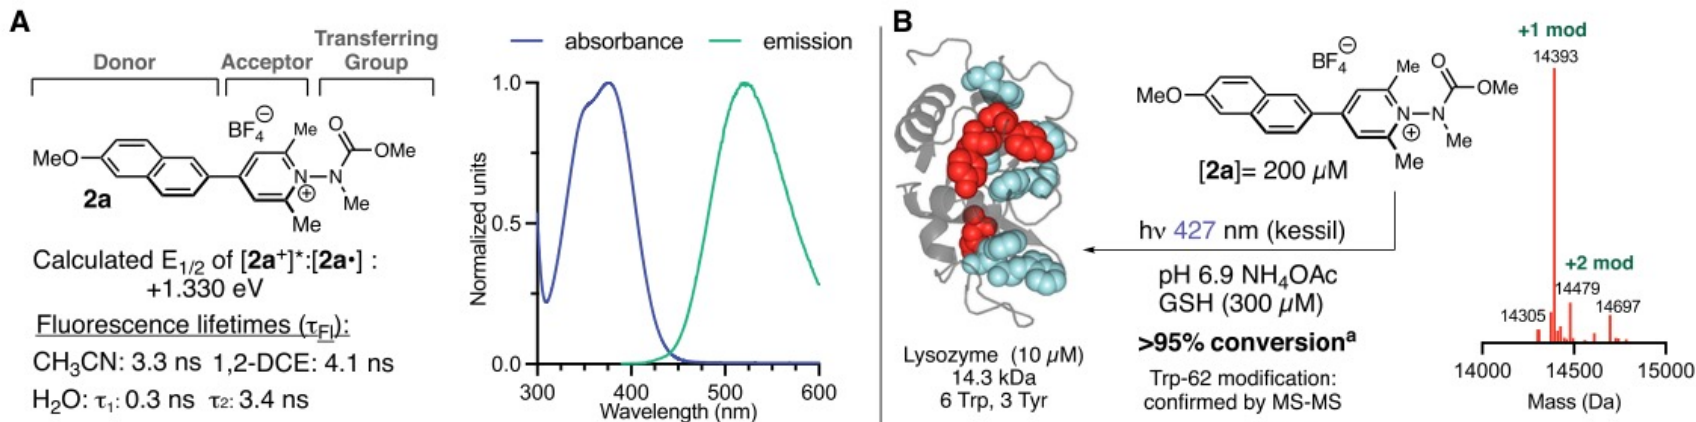 A
Donor
Acceptor
Transferring
Group
BF4⊖
Me
O
MeO
N
N
OMe
⊕
2a
Me
Me
Calculated E1/2 of [2a+]*:[2a•] :
+1.330 eV
Fluorescence lifetimes (τFl):
CH3CN: 3.3 ns 1,2-DCE: 4.1 ns
H2O: τ1: 0.3 ns τ2: 3.4 ns
absorbance
emission
Normalized units
1.0
0.5
0.0
300
400
500
600
Wavelength (nm)
B
Lysozyme (10 µM)
14.3 kDa
6 Trp, 3 Tyr
BF4⊖
Me
O
MeO
N
N
OMe
⊕
Me
Me
[2a]= 200 µM
hν 427 nm (kessil)
pH 6.9 NH4OAc
GSH (300 µM)
>95% conversionᵃ
Trp-62 modification:
confirmed by MS-MS
+1 mod
14393
+2 mod
14479
14305
14697
14000
14500
15000
Mass (Da)